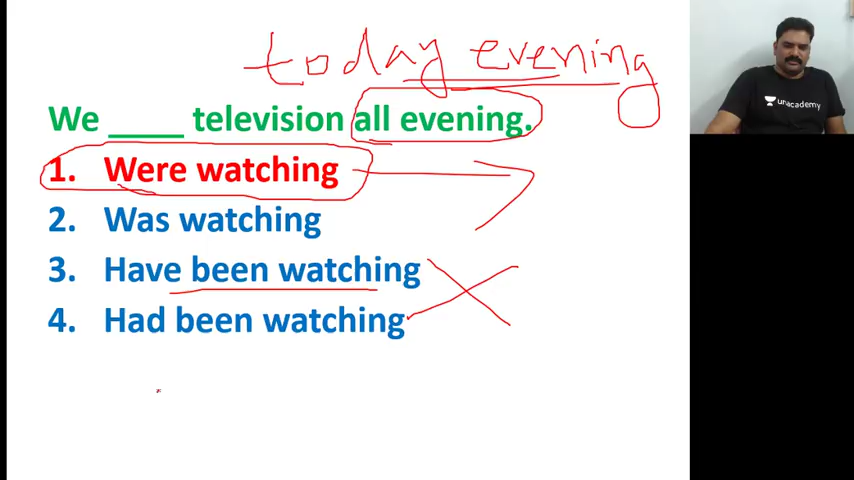 today evening
We ____ television all evening.
1. Were watching
2. Was watching
3. Have been watching
4. Had been watching
unacademy